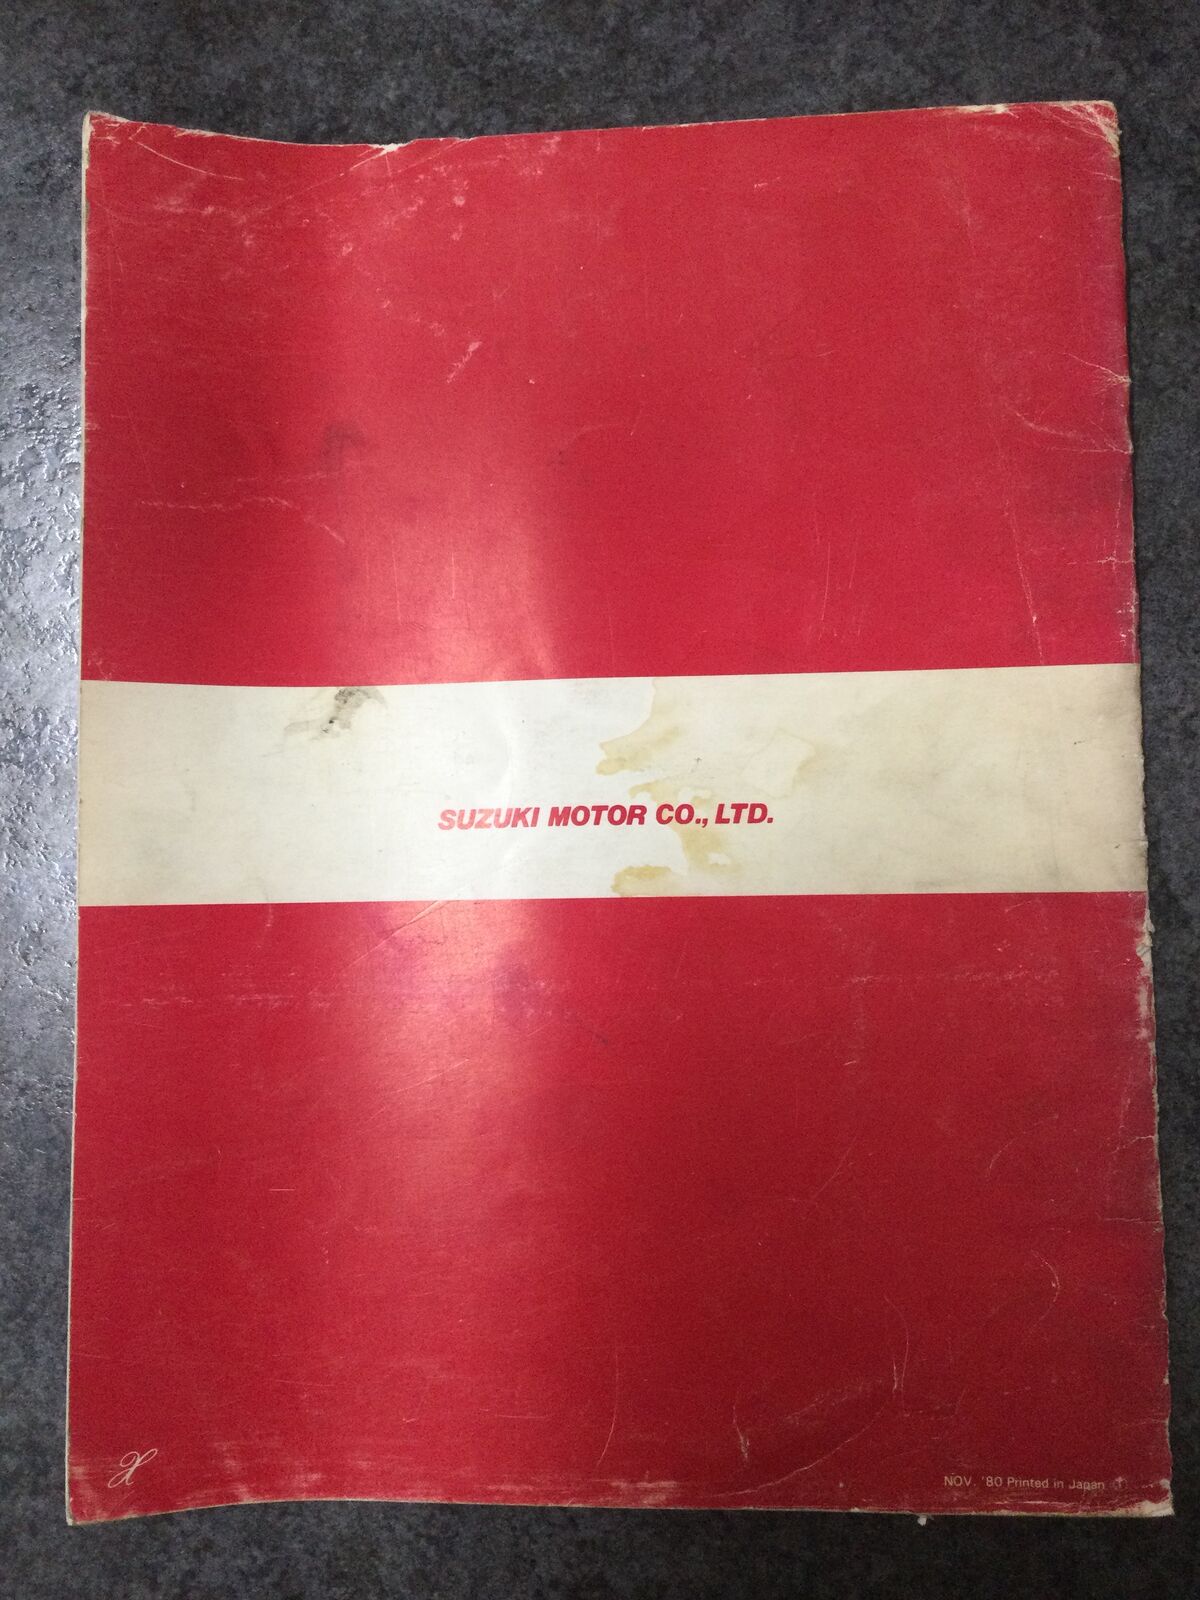 SUZUKI MOTOR CO., LTD.
NOV. '80 Printed in Japan